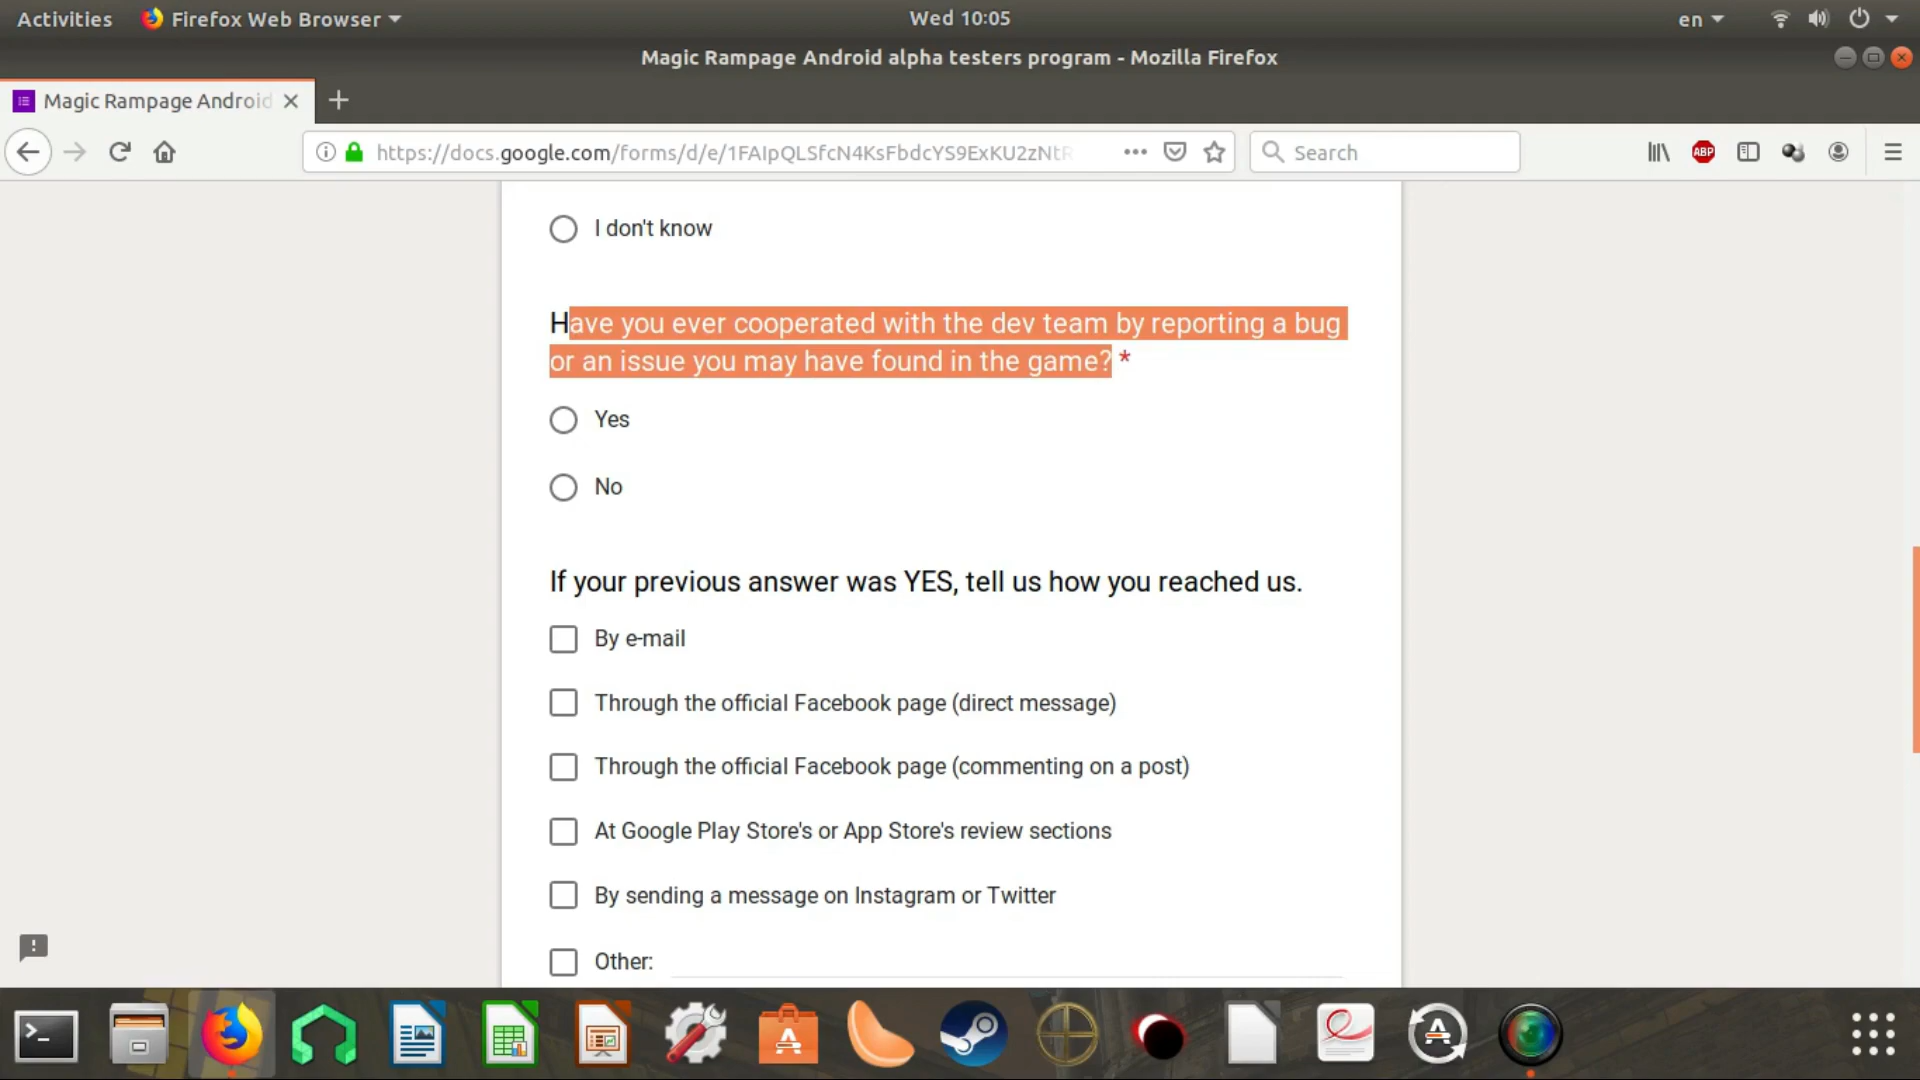 Activities
Firefox Web Browser
Wed 10:05
en
Magic Rampage Android alpha testers program - Mozilla Firefox
Magic Rampage Android
https://docs.google.com/forms/d/e/1FAIpQLSfcN4KsFbdcYS9ExKU2zNtR
Search
ABP
I don't know
Have you ever cooperated with the dev team by reporting a bug
or an issue you may have found in the game? *
Yes
No
If your previous answer was YES, tell us how you reached us.
By e-mail
Through the official Facebook page (direct message)
Through the official Facebook page (commenting on a post)
At Google Play Store's or App Store's review sections
By sending a message on Instagram or Twitter
Other: